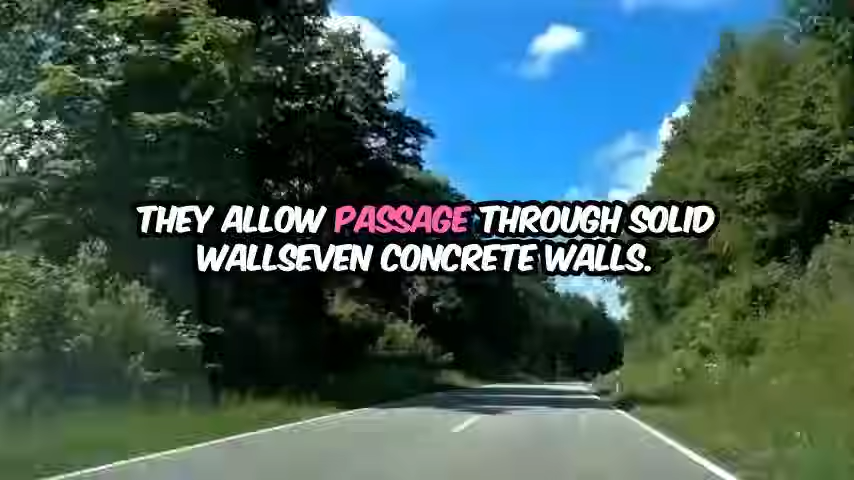 THEY ALLOW PASSAGE THROUGH SOLID
WALLSEVEN CONCRETE WALLS.